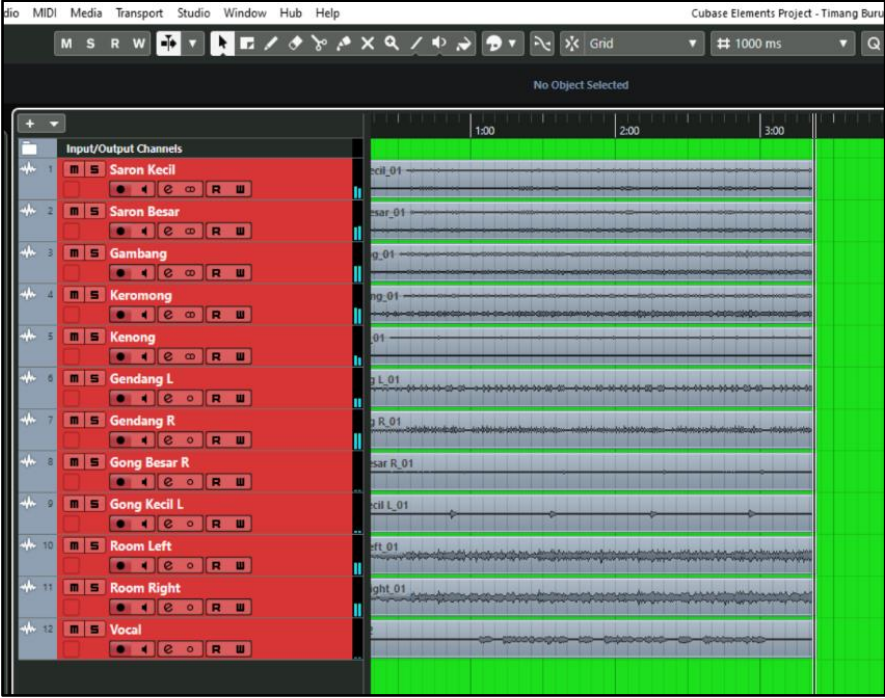 dio MIDI Media Transport Studio Window Hub Help Cubase Elements Project - Timang Buru
M S R W Grid 1000 ms Q
No Object Selected
+ 1:00 2:00 3:00
Input/Output Channels
1 m S Saron Kecil ecil_01
e R W
2 m S Saron Besar esar_01
e R W
3 m S Gambang g_01
e R W
4 m S Keromong ng_01
e R W
5 m S Kenong _01
e R W
6 m S Gendang L g L_01
e R W
7 m S Gendang R g R_01
e R W
8 m S Gong Besar R esar R_01
e R W
9 m S Gong Kecil L ecil L_01
e R W
10 m S Room Left eft_01
e R W
11 m S Room Right ight_01
e R W
12 m S Vocal
e R W